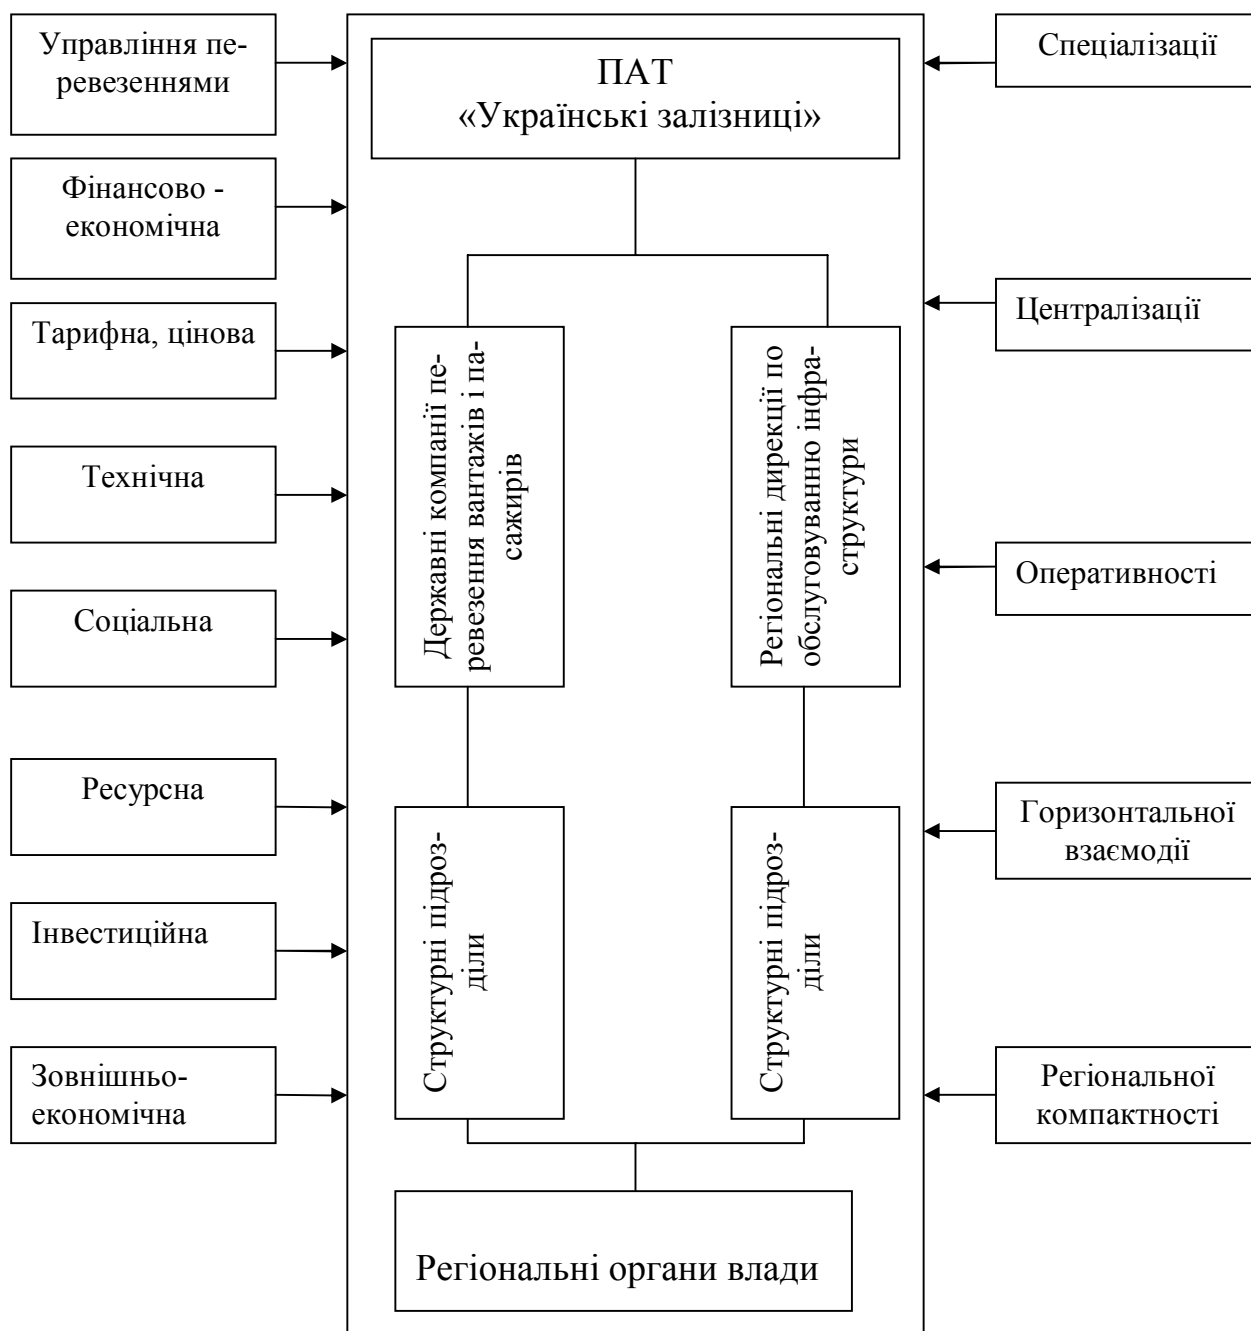 Управління пе-
ревезеннями
Фінансово -
економічна
Тарифна, цінова
Технічна
Соціальна
Ресурсна
Інвестиційна
Зовнішньо-
економічна
ПАТ
«Українські залізниці»
Державні компанії пе-
ревезення вантажів і па-
сажирів
Регіональні дирекції по
обслуговуванню інфра-
структури
Структурні підроз-
діли
Структурні підроз-
діли
Регіональні органи влади
Спеціалізації
Централізації
Оперативності
Горизонтальної
взаємодії
Регіональної
компактності